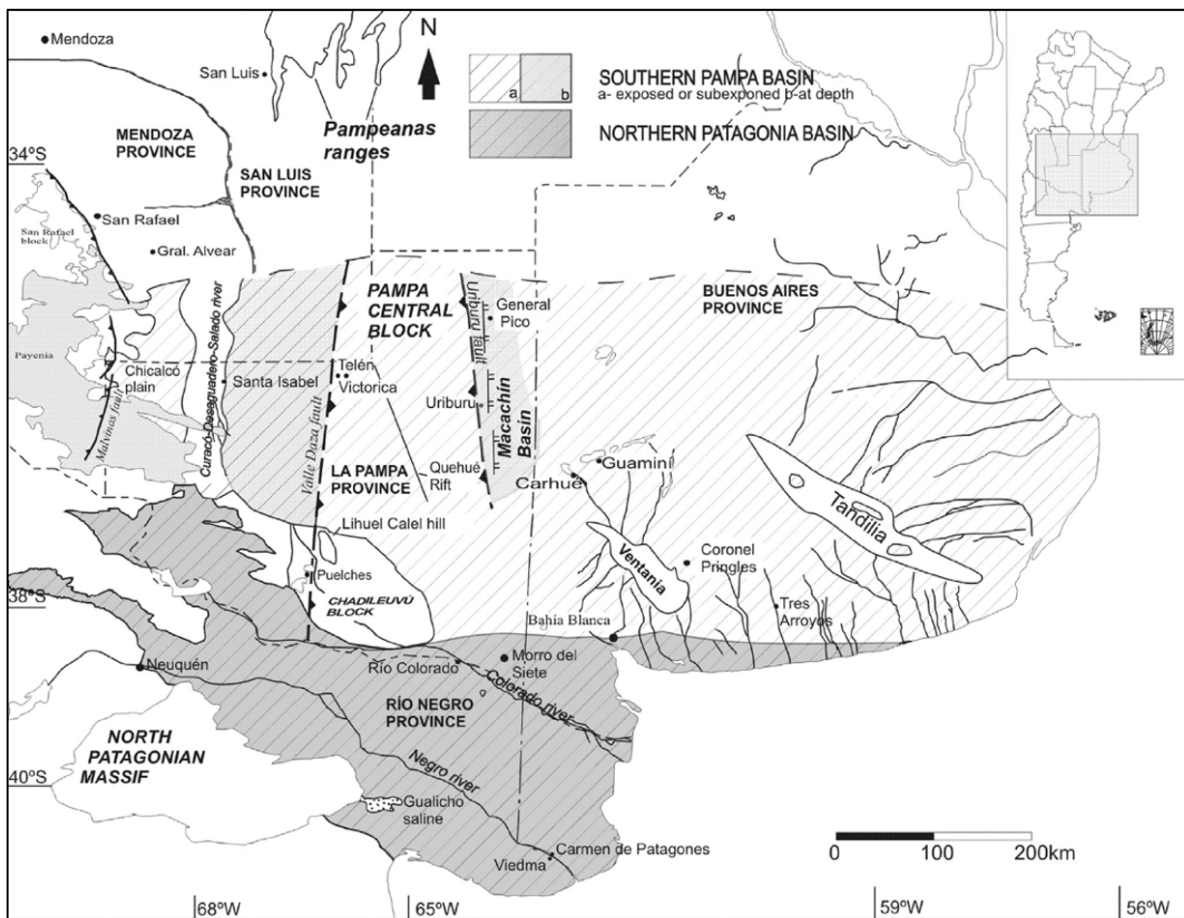 Mendoza
N
San Luis
a
b
SOUTHERN PAMPA BASIN
a- exposed or subexponed b-at depth
NORTHERN PATAGONIA BASIN
Pampeanas
ranges
MENDOZA
PROVINCE
34ºS
SAN LUIS
PROVINCE
San Rafael
San Rafael
block
Gral. Alvear
PAMPA
CENTRAL
BLOCK
Uriburu fault
General
Pico
BUENOS AIRES
PROVINCE
Payenia
Chicalcó
plain
Malvinas fault
Curacó-Desaguadero-Salado river
Santa Isabel
Valle Daza fault
Telén
Victorica
Uriburu
Macachín
Basin
LA PAMPA
PROVINCE
Quehué
Rift
Guaminí
Carhué
Tandilia
Lihuel Calel hill
Ventania
Coronel
Pringles
Puelches
CHADILEUVÚ
BLOCK
38ºS
Bahía Blanca
Tres
Arroyos
Neuquén
Río Colorado
Morro del
Siete
Colorado river
RÍO NEGRO
PROVINCE
NORTH
PATAGONIAN
MASSIF
40ºS
Negro river
Gualicho
saline
Carmen de Patagones
Viedma
0
100
200km
68ºW
65ºW
59ºW
56ºW